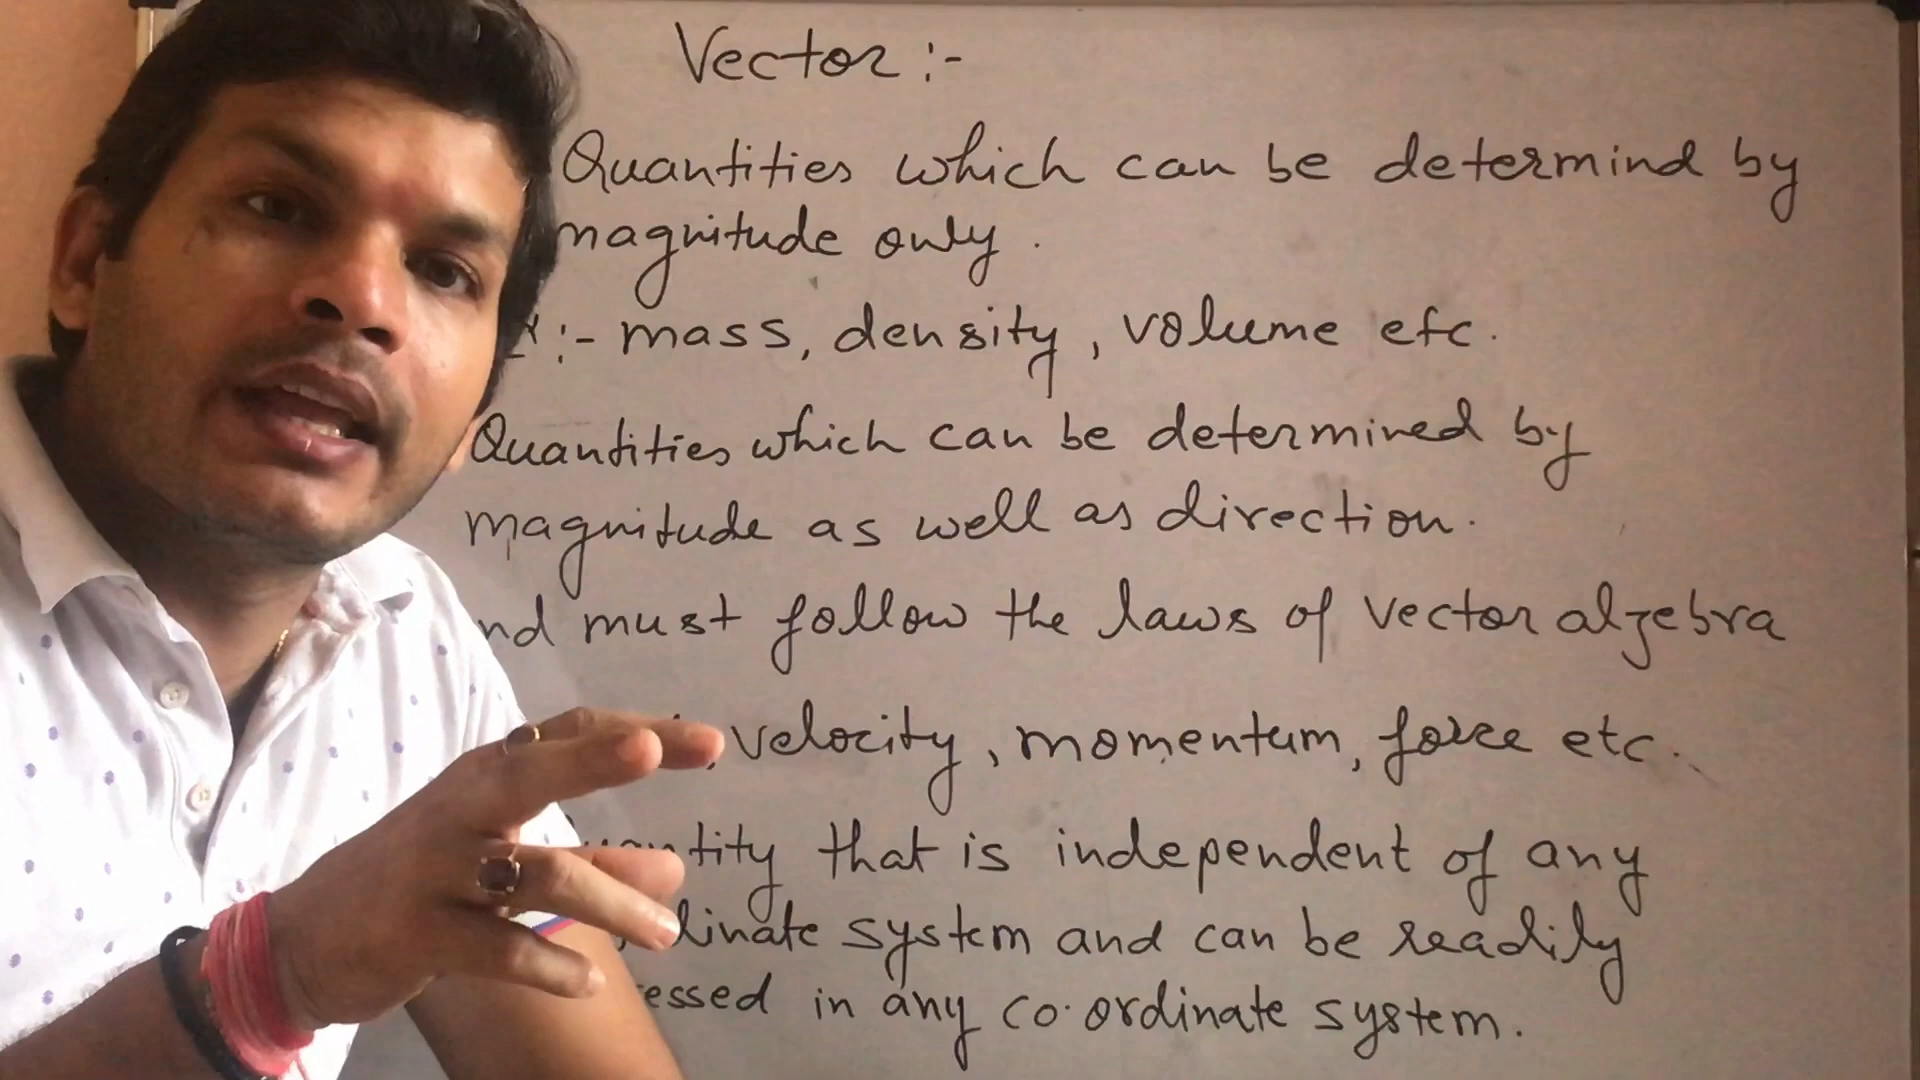 Vector :-
Quantities which can be determind by
magnitude only.
:- mass, density, volume etc.
Quantities which can be determined by
magnitude as well as direction.
nd must follow the laws of vector algebra
, velocity, momentum, force etc.
ntity that is independent of any
dinate system and can be readily
essed in any co-ordinate system.